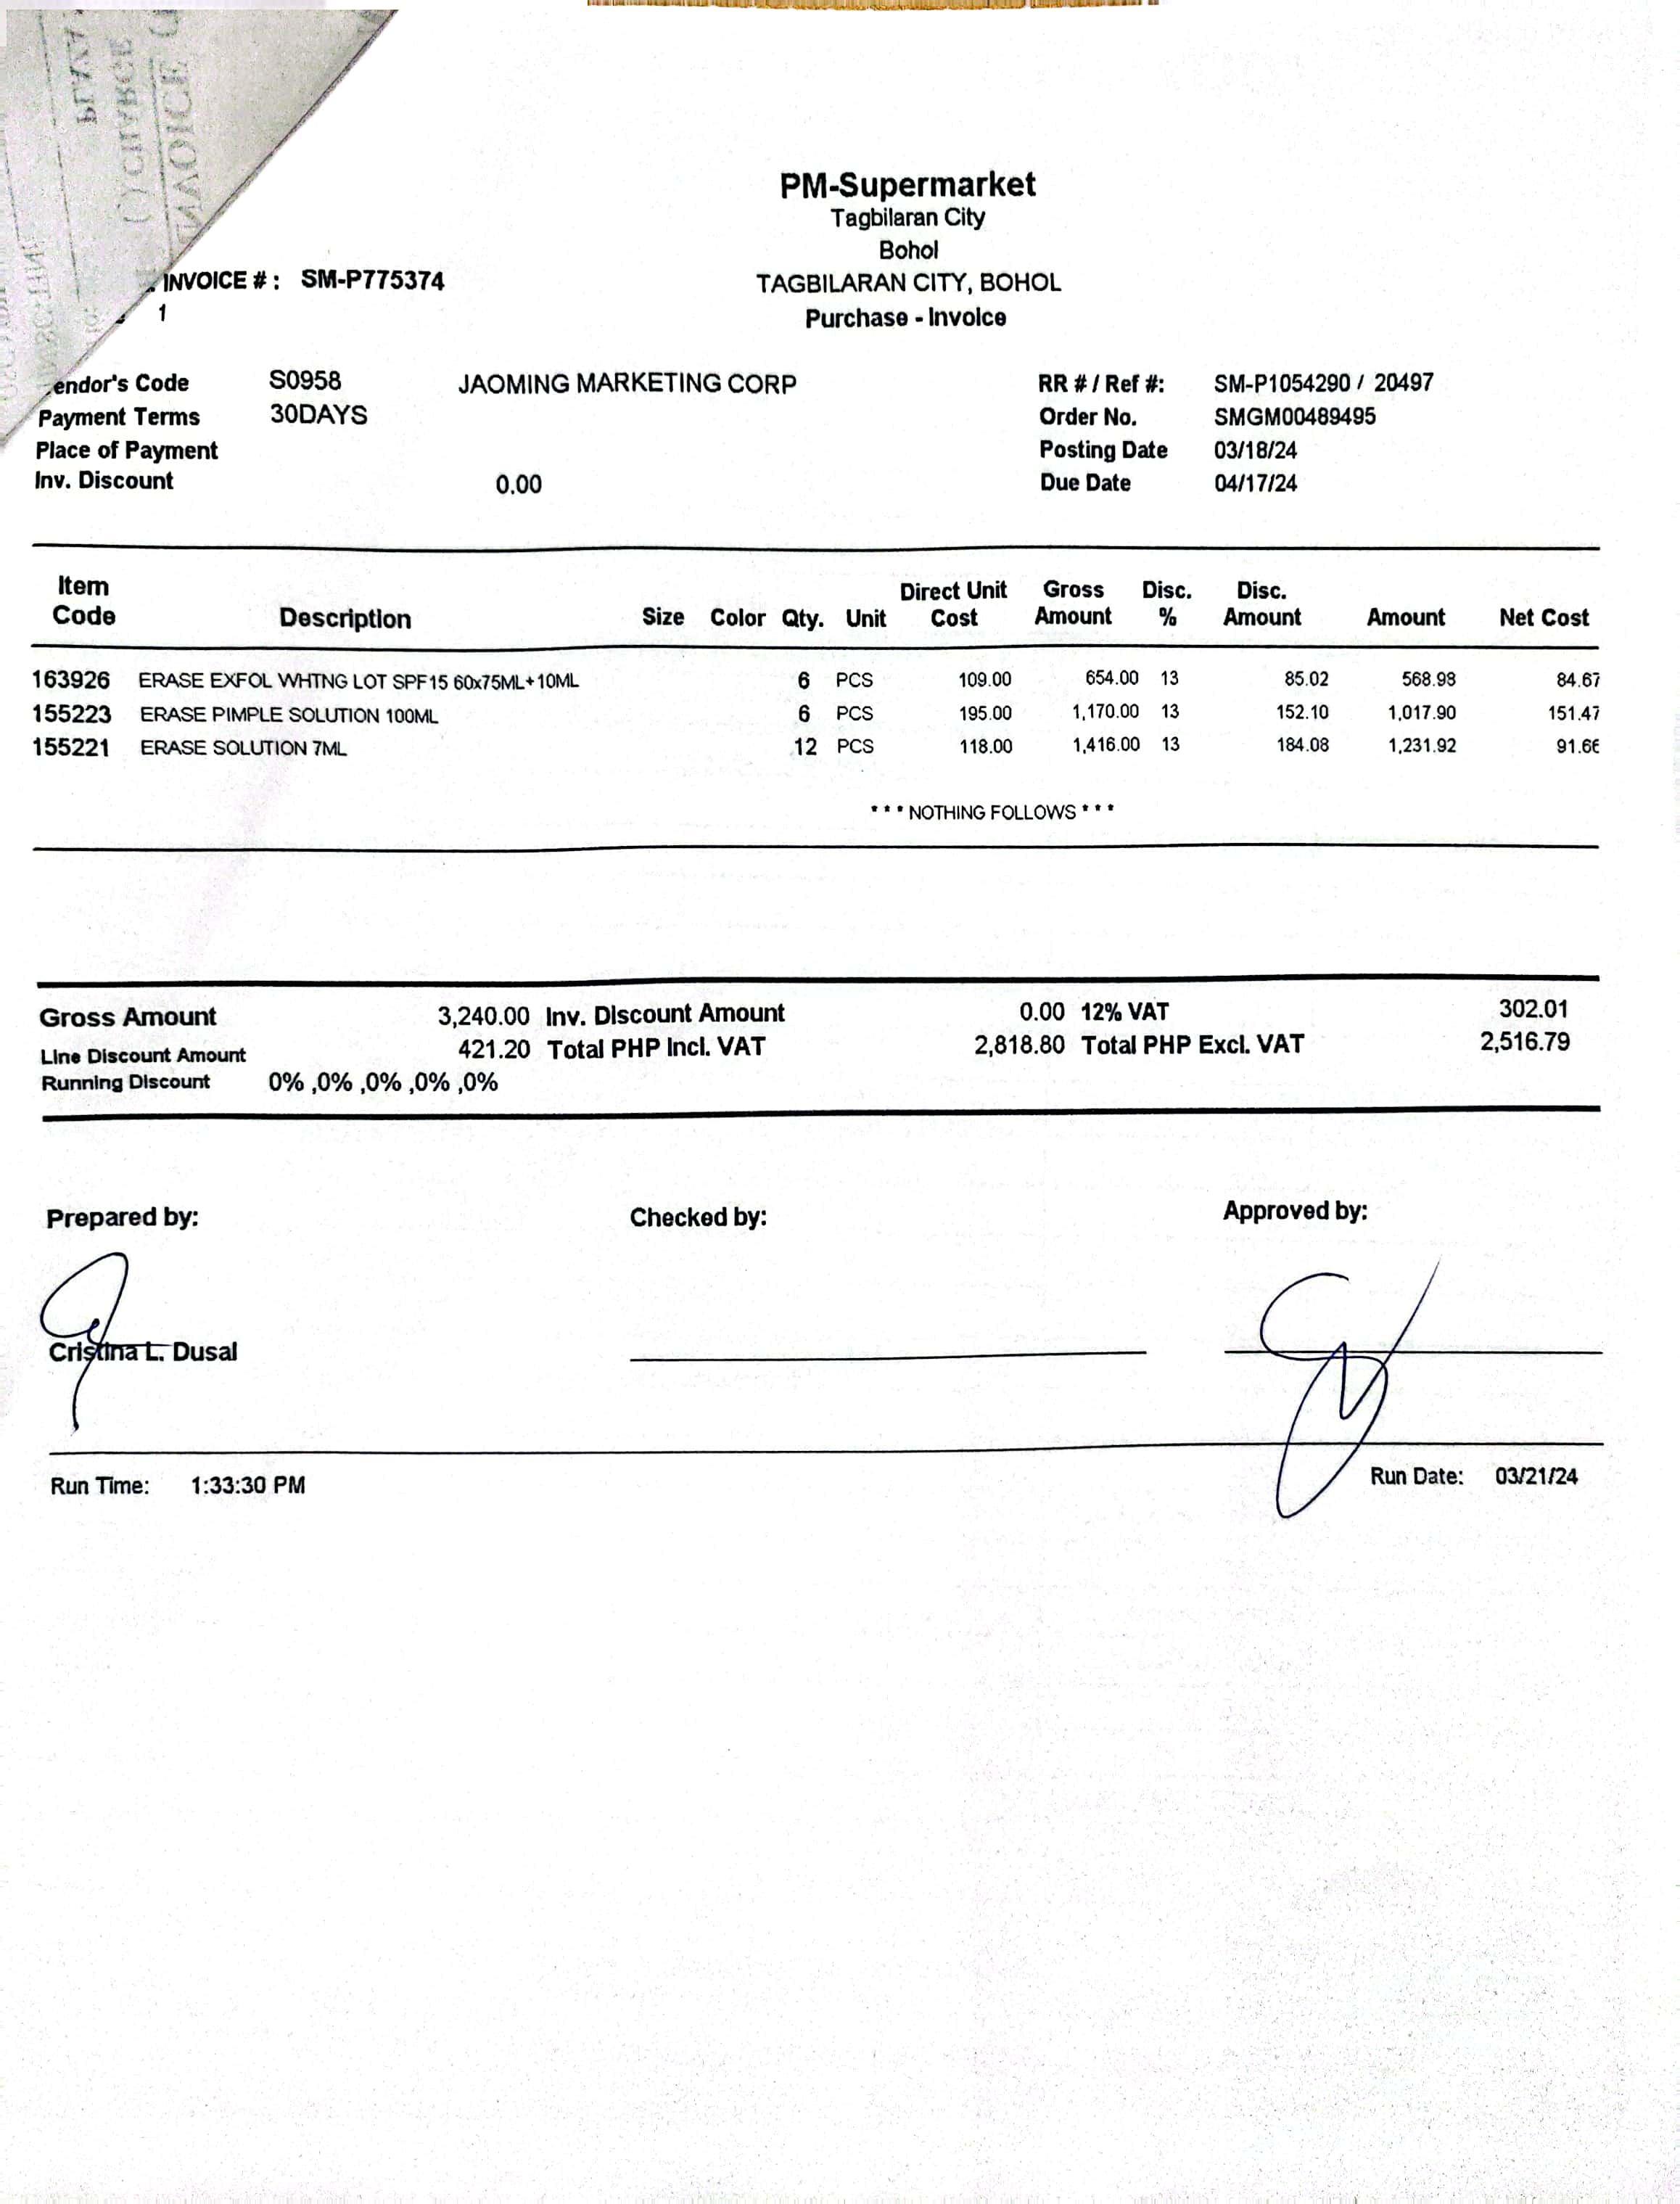 PLAZA
( ) CHARGE
INVOICE
PM-Supermarket
Tagbilaran City
Bohol
INVOICE # : SM-P775374 TAGBILARAN CITY, BOHOL
1 Purchase - Invoice
endor's Code S0958 JAOMING MARKETING CORP RR # / Ref #: SM-P1054290 / 20497
Payment Terms 30DAYS Order No. SMGM00489495
Place of Payment Posting Date 03/18/24
Inv. Discount 0.00 Due Date 04/17/24
Item Direct Unit Gross Disc. Disc.
Code Description Size Color Qty. Unit Cost Amount % Amount Amount Net Cost
163926 ERASE EXFOL WHTNG LOT SPF15 60x75ML+10ML 6 PCS 109.00 654.00 13 85.02 568.98 84.67
155223 ERASE PIMPLE SOLUTION 100ML 6 PCS 195.00 1,170.00 13 152.10 1,017.90 151.47
155221 ERASE SOLUTION 7ML 12 PCS 118.00 1,416.00 13 184.08 1,231.92 91.66
* * * NOTHING FOLLOWS * * *
Gross Amount 3,240.00 Inv. Discount Amount 0.00 12% VAT 302.01
Line Discount Amount 421.20 Total PHP Incl. VAT 2,818.80 Total PHP Excl. VAT 2,516.79
Running Discount 0% ,0% ,0% ,0% ,0%
Prepared by: Checked by: Approved by:
Cristina L. Dusal
Run Time: 1:33:30 PM Run Date: 03/21/24